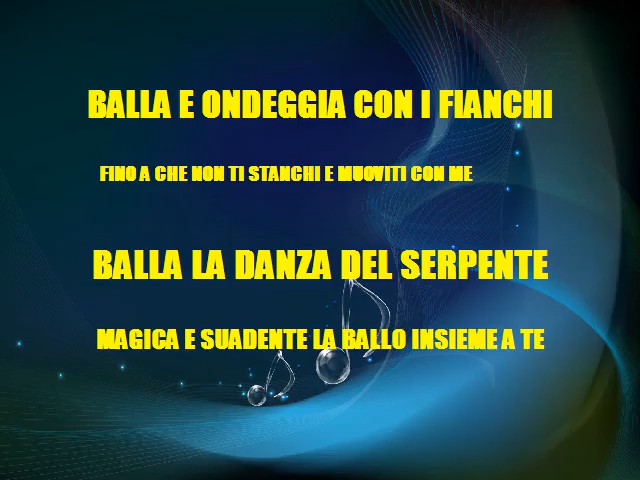 BALLA E ONDEGGIA CON I FIANCHI
FINO A CHE NON TI STANCHI E MUOVITI CON ME
BALLA LA DANZA DEL SERPENTE
MAGICA E SUADENTE LA BALLO INSIEME A TE